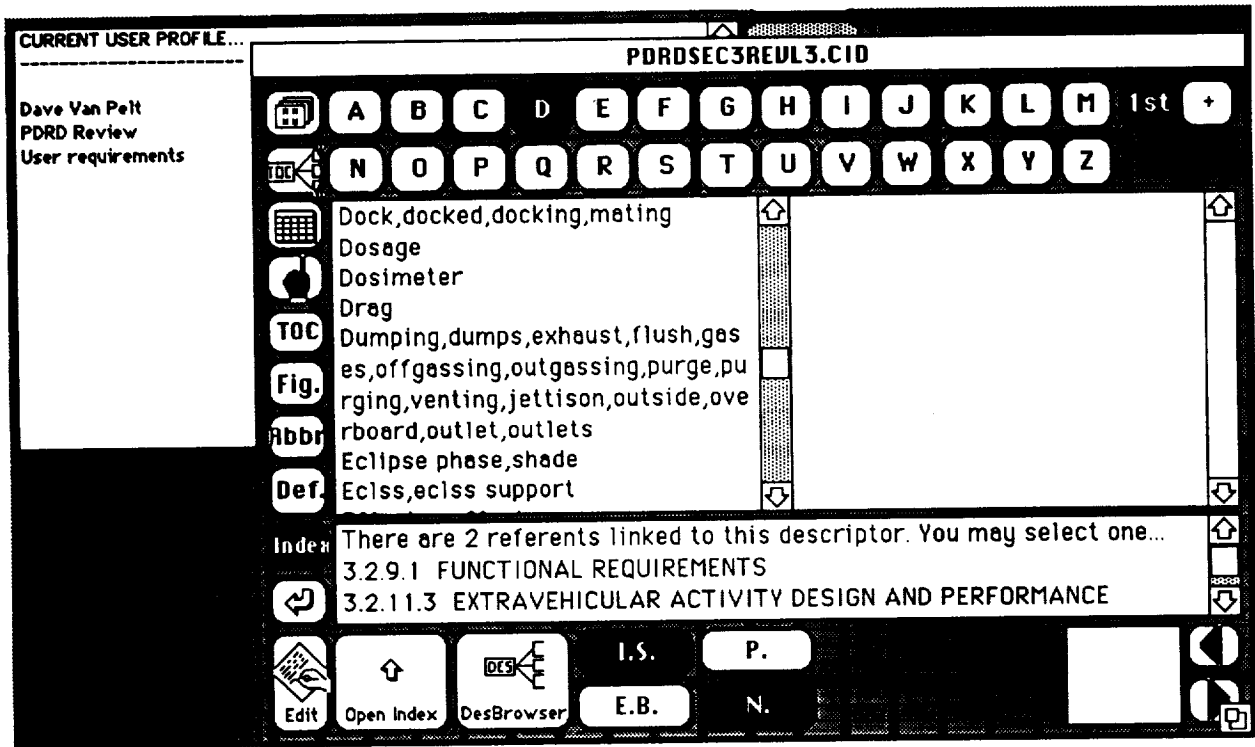 CURRENT USER PROFILE...
------------------------
Dave Van Pelt
PDRD Review
User requirements
PDRDSEC3REVL3.CID
A B C D E F G H I J K L M 1st +
TOC N O P Q R S T U V W X Y Z
Dock,docked,docking,mating
Dosage
Dosimeter
Drag
TOC
Dumping,dumps,exhaust,flush,gas
es,offgassing,outgassing,purge,pu
Fig.
rging,venting,jettison,outside,ove
Abbr
rboard,outlet,outlets
Eclipse phase,shade
Def.
Eclss,eclss support
Index
There are 2 referents linked to this descriptor. You may select one...
3.2.9.1 FUNCTIONAL REQUIREMENTS
3.2.11.3 EXTRAVEHICULAR ACTIVITY DESIGN AND PERFORMANCE
DES
I.S. P.
E.B. N.
Edit Open Index DesBrowser